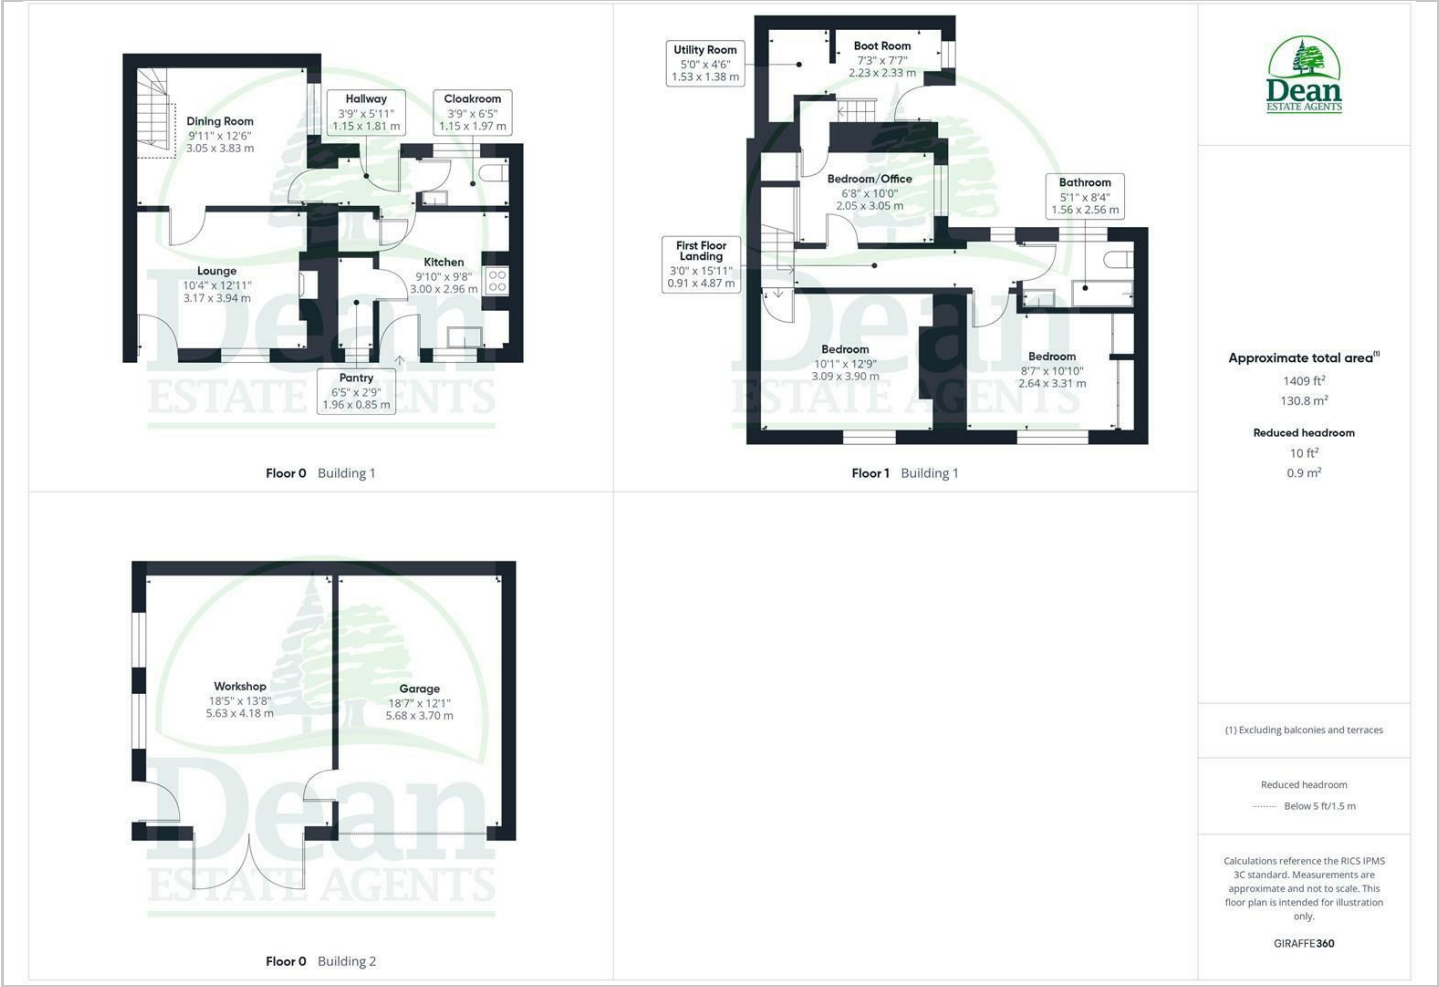 Dining Room
9'11" x 12'6"
3.05 x 3.83 m
Hallway
3'9" x 5'11"
1.15 x 1.81 m
Cloakroom
3'9" x 6'5"
1.15 x 1.97 m
Lounge
10'4" x 12'11"
3.17 x 3.94 m
Kitchen
9'10" x 9'8"
3.00 x 2.96 m
Pantry
6'5" x 2'9"
1.96 x 0.85 m
Dean
ESTATE AGENTS
Floor 0 Building 1
Utility Room
5'0" x 4'6"
1.53 x 1.38 m
Boot Room
7'3" x 7'7"
2.23 x 2.33 m
Bedroom/Office
6'8" x 10'0"
2.05 x 3.05 m
Bathroom
5'1" x 8'4"
1.56 x 2.56 m
First Floor
Landing
3'0" x 15'11"
0.91 x 4.87 m
Bedroom
10'1" x 12'9"
3.09 x 3.90 m
Bedroom
8'7" x 10'10"
2.64 x 3.31 m
Dean
ESTATE AGENTS
Floor 1 Building 1
Workshop
18'5" x 13'8"
5.63 x 4.18 m
Garage
18'7" x 12'1"
5.68 x 3.70 m
Dean
ESTATE AGENTS
Floor 0 Building 2
Dean
ESTATE AGENTS
Approximate total area(1)
1409 ft²
130.8 m²
Reduced headroom
10 ft²
0.9 m²
(1) Excluding balconies and terraces
Reduced headroom
Below 5 ft/1.5 m
Calculations reference the RICS IPMS
3C standard. Measurements are
approximate and not to scale. This
floor plan is intended for illustration
only.
GIRAFFE360